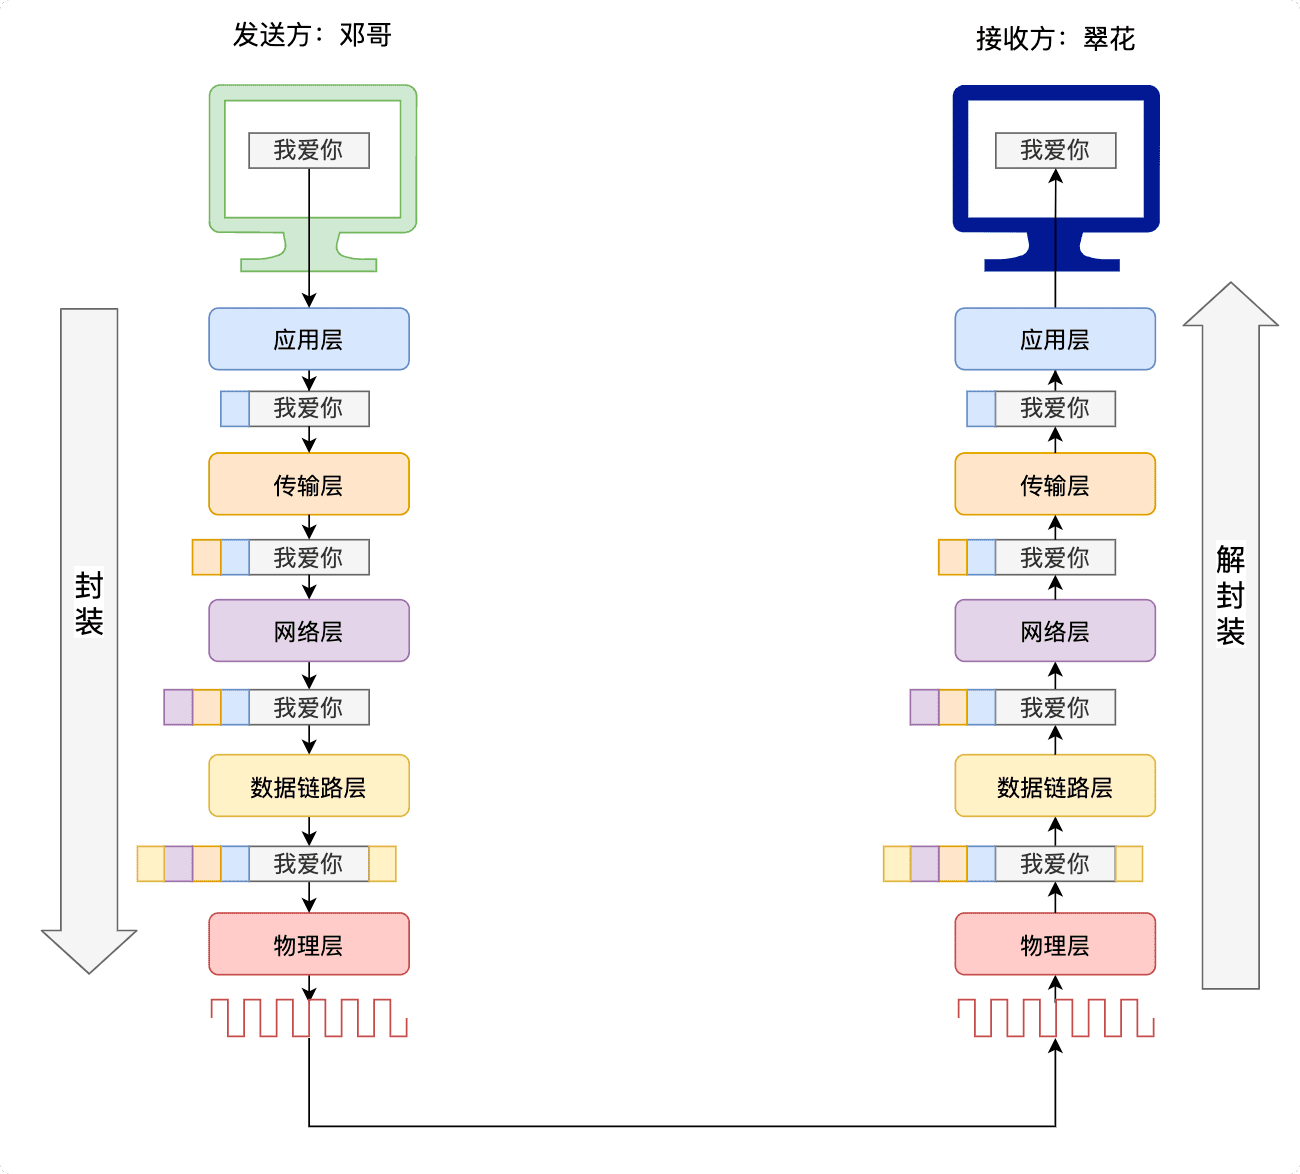 发送方：邓哥
接收方：翠花
我爱你
我爱你
应用层
应用层
我爱你
我爱你
传输层
传输层
我爱你
我爱你
封装
解封装
网络层
网络层
我爱你
我爱你
数据链路层
数据链路层
我爱你
我爱你
物理层
物理层